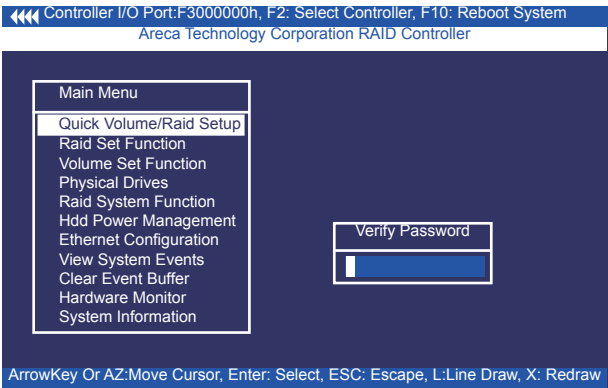 Controller I/O Port:F3000000h, F2: Select Controller, F10: Reboot System
Areca Technology Corporation RAID Controller
Main Menu
Quick Volume/Raid Setup
Raid Set Function
Volume Set Function
Physical Drives
Raid System Function
Hdd Power Management
Ethernet Configuration
View System Events
Clear Event Buffer
Hardware Monitor
System Information
Verify Password
ArrowKey Or AZ:Move Cursor, Enter: Select, ESC: Escape, L:Line Draw, X: Redraw